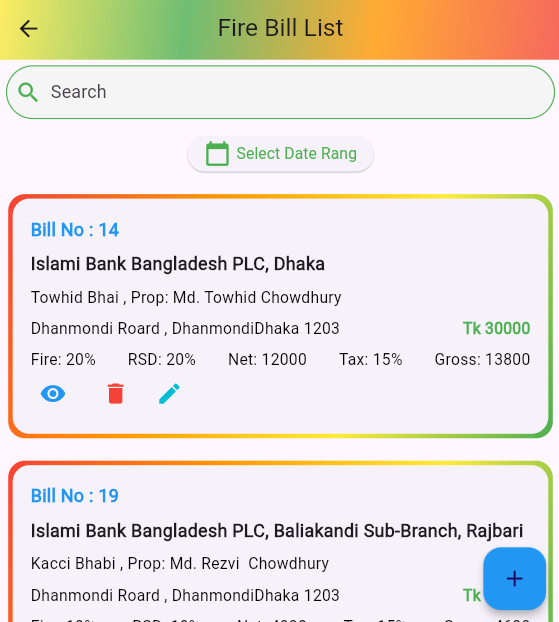 Fire Bill List
Search
Select Date Rang
Bill No : 14
Islami Bank Bangladesh PLC, Dhaka
Towhid Bhai , Prop: Md. Towhid Chowdhury
Dhanmondi Roard , DhanmondiDhaka 1203 Tk 30000
Fire: 20% RSD: 20% Net: 12000 Tax: 15% Gross: 13800
Bill No : 19
Islami Bank Bangladesh PLC, Baliakandi Sub-Branch, Rajbari
Kacci Bhabi , Prop: Md. Rezvi  Chowdhury
Dhanmondi Roard , DhanmondiDhaka 1203 Tk